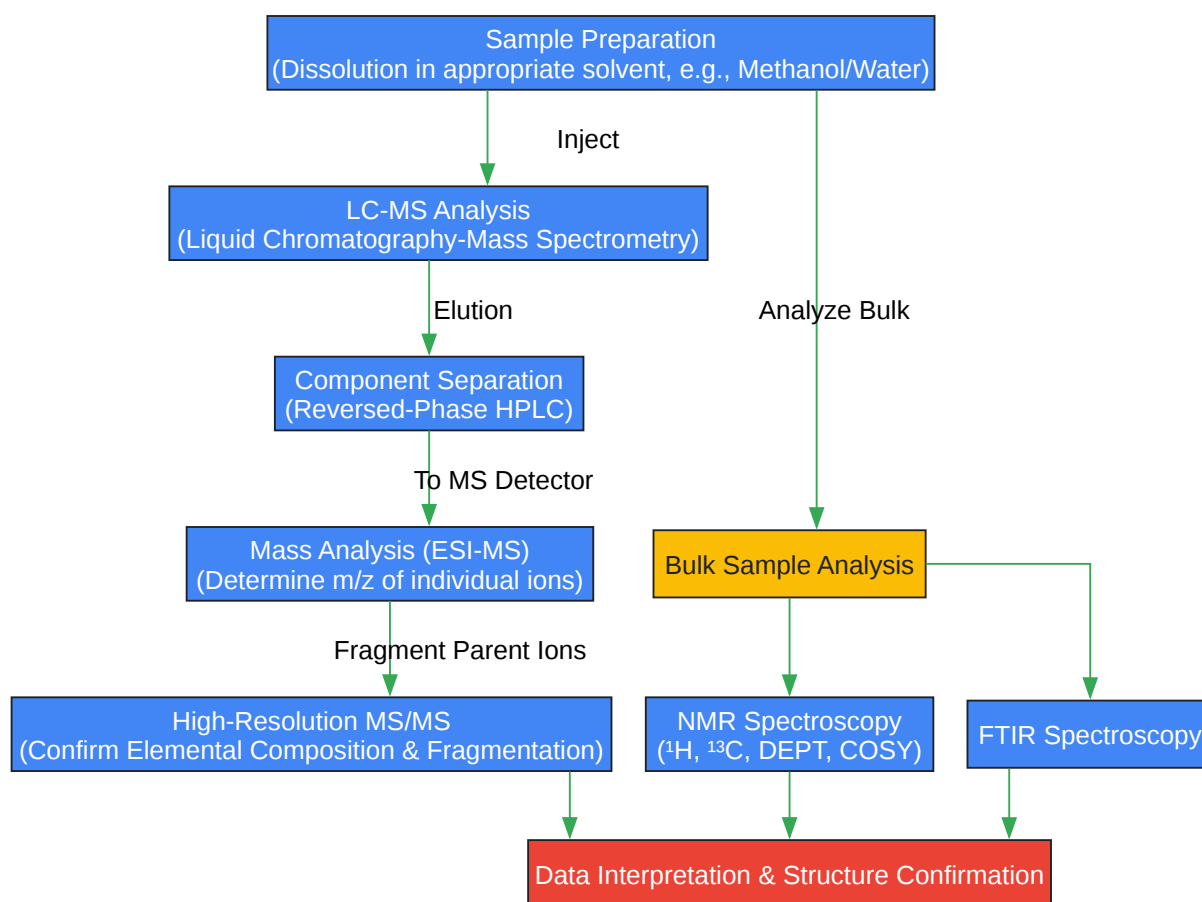 Sample Preparation
(Dissolution in appropriate solvent, e.g., Methanol/Water)
Inject
LC-MS Analysis
(Liquid Chromatography-Mass Spectrometry)
Elution
Analyze Bulk
Component Separation
(Reversed-Phase HPLC)
To MS Detector
Mass Analysis (ESI-MS)
(Determine m/z of individual ions)
Bulk Sample Analysis
Fragment Parent Ions
High-Resolution MS/MS
(Confirm Elemental Composition & Fragmentation)
NMR Spectroscopy
(¹H, ¹³C, DEPT, COSY)
FTIR Spectroscopy
Data Interpretation & Structure Confirmation